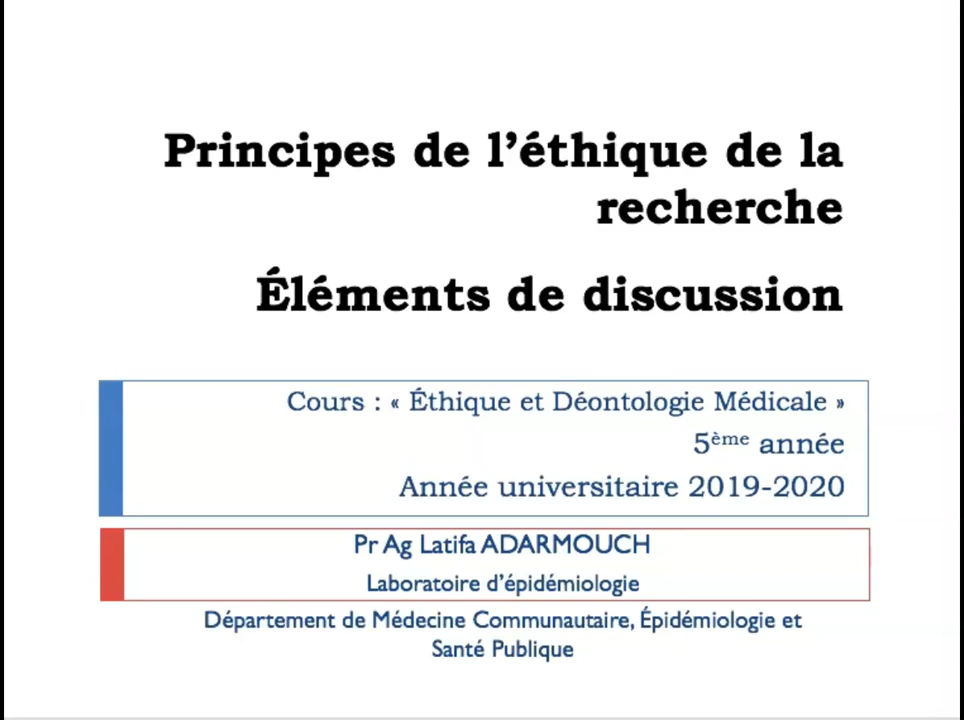 Principes de l’éthique de la
recherche
Éléments de discussion
Cours : « Éthique et Déontologie Médicale »
5ème année
Année universitaire 2019-2020
Pr Ag Latifa ADARMOUCH
Laboratoire d’épidémiologie
Département de Médecine Communautaire, Épidémiologie et
Santé Publique